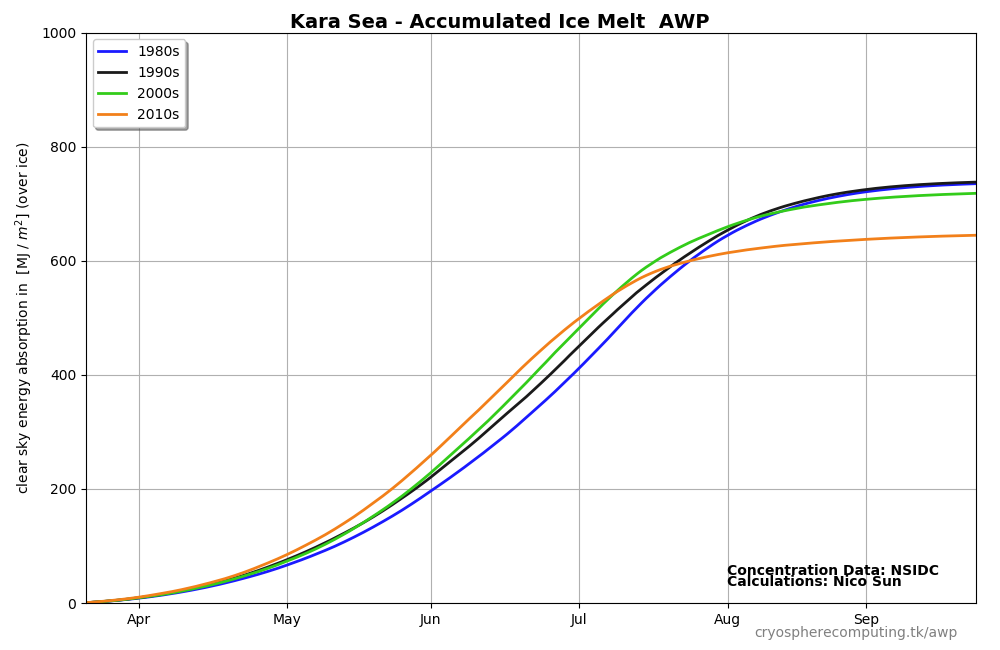 Kara Sea - Accumulated Ice Melt  AWP
1000
800
600
400
200
0
clear sky energy absorption in  [MJ / m²] (over ice)
1980s
1990s
2000s
2010s
Concentration Data: NSIDC
Calculations: Nico Sun
Apr
May
Jun
Jul
Aug
Sep
cryospherecomputing.tk/awp